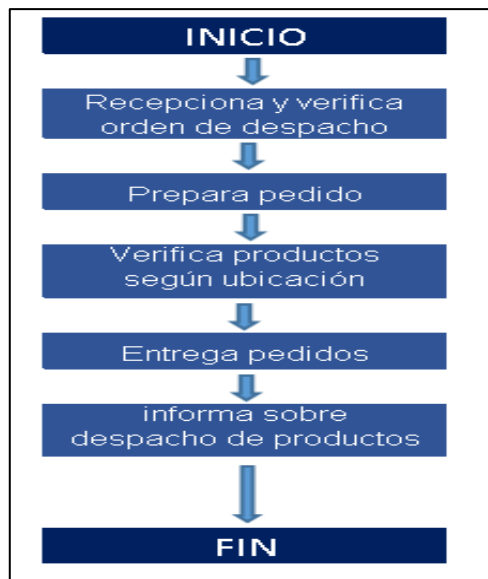 INICIO
Recepciona y verifica
orden de despacho
Prepara pedido
Verifica productos
según ubicación
Entrega pedidos
informa sobre
despacho de productos
FIN